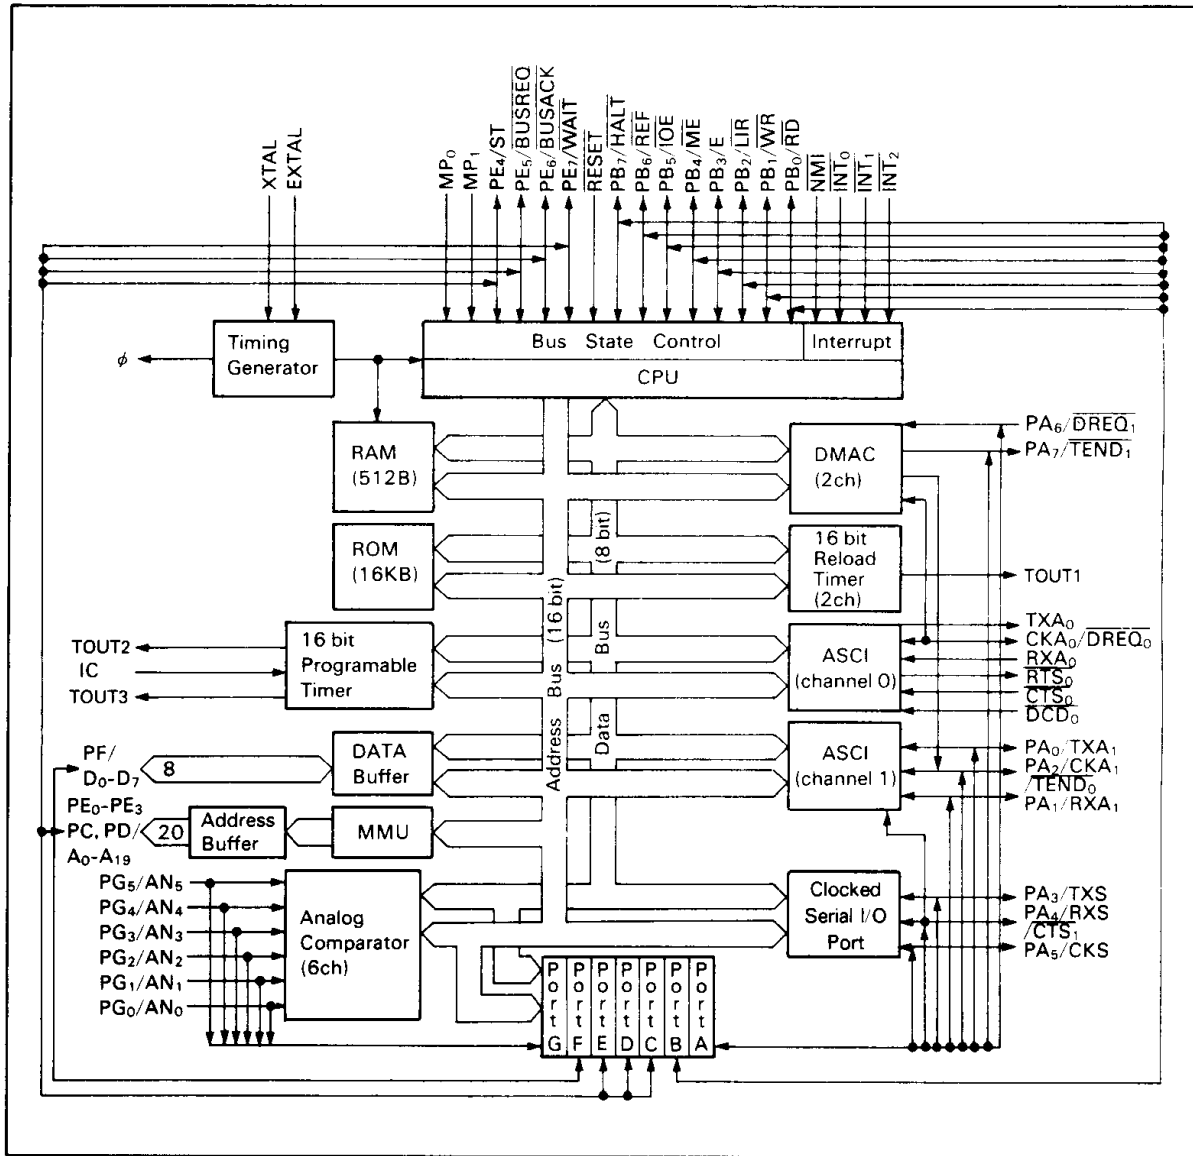 XTAL
EXTAL
MP0
MP1
PE4/ST
PE5/BUSREQ
PE6/BUSACK
PE7/WAIT
RESET
PB7/HALT
PB6/REF
PB5/IOE
PB4/ME
PB3/E
PB2/LIR
PB1/WR
PB0/RD
NMI
INT0
INT1
INT2
φ
Timing
Generator
Bus State Control
Interrupt
CPU
RAM
(512B)
DMAC
(2ch)
PA6/DREQ1
PA7/TEND1
ROM
(16KB)
16 bit
Reload
Timer
(2ch)
TOUT1
Address Bus (16 bit)
Data Bus (8 bit)
TOUT2
IC
TOUT3
16 bit
Programable
Timer
ASCI
(channel 0)
TXA0
CKA0/DREQ0
RXA0
RTS0
CTS0
DCD0
PF/
D0-D7
8
DATA
Buffer
ASCI
(channel 1)
PA0/TXA1
PA2/CKA1
/TEND0
PA1/RXA1
PE0-PE3
PC, PD/
A0-A19
20
Address
Buffer
MMU
PG5/AN5
PG4/AN4
PG3/AN3
PG2/AN2
PG1/AN1
PG0/AN0
Analog
Comparator
(6ch)
Clocked
Serial I/O
Port
PA3/TXS
PA4/RXS
/CTS1
PA5/CKS
Port G
Port F
Port E
Port D
Port C
Port B
Port A